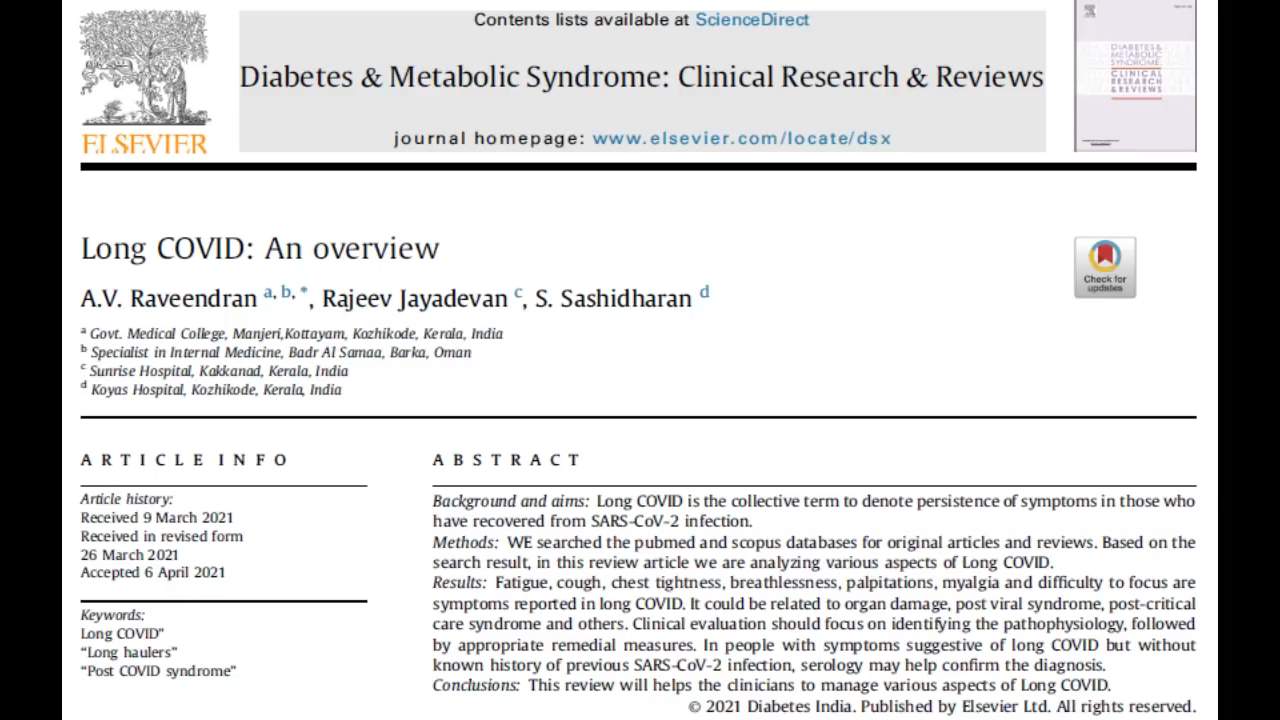 Contents lists available at ScienceDirect
Diabetes & Metabolic Syndrome: Clinical Research & Reviews
journal homepage: www.elsevier.com/locate/dsx
ELSEVIER
DIABETES &
METABOLIC
SYNDROME:
CLINICAL
RESEARCH
& REVIEWS
Long COVID: An overview
Check for
updates
A.V. Raveendran a, b, *, Rajeev Jayadevan c, S. Sashidharan d
a Govt. Medical College, Manjeri,Kottayam, Kozhikode, Kerala, India
b Specialist in Internal Medicine, Badr Al Samaa, Barka, Oman
c Sunrise Hospital, Kakkanad, Kerala, India
d Koyas Hospital, Kozhikode, Kerala, India
ARTICLE INFO
Article history:
Received 9 March 2021
Received in revised form
26 March 2021
Accepted 6 April 2021
Keywords:
Long COVID”
“Long haulers”
“Post COVID syndrome”
ABSTRACT
Background and aims: Long COVID is the collective term to denote persistence of symptoms in those who
have recovered from SARS-CoV-2 infection.
Methods: WE searched the pubmed and scopus databases for original articles and reviews. Based on the
search result, in this review article we are analyzing various aspects of Long COVID.
Results: Fatigue, cough, chest tightness, breathlessness, palpitations, myalgia and difficulty to focus are
symptoms reported in long COVID. It could be related to organ damage, post viral syndrome, post-critical
care syndrome and others. Clinical evaluation should focus on identifying the pathophysiology, followed
by appropriate remedial measures. In people with symptoms suggestive of long COVID but without
known history of previous SARS-CoV-2 infection, serology may help confirm the diagnosis.
Conclusions: This review will helps the clinicians to manage various aspects of Long COVID.
© 2021 Diabetes India. Published by Elsevier Ltd. All rights reserved.